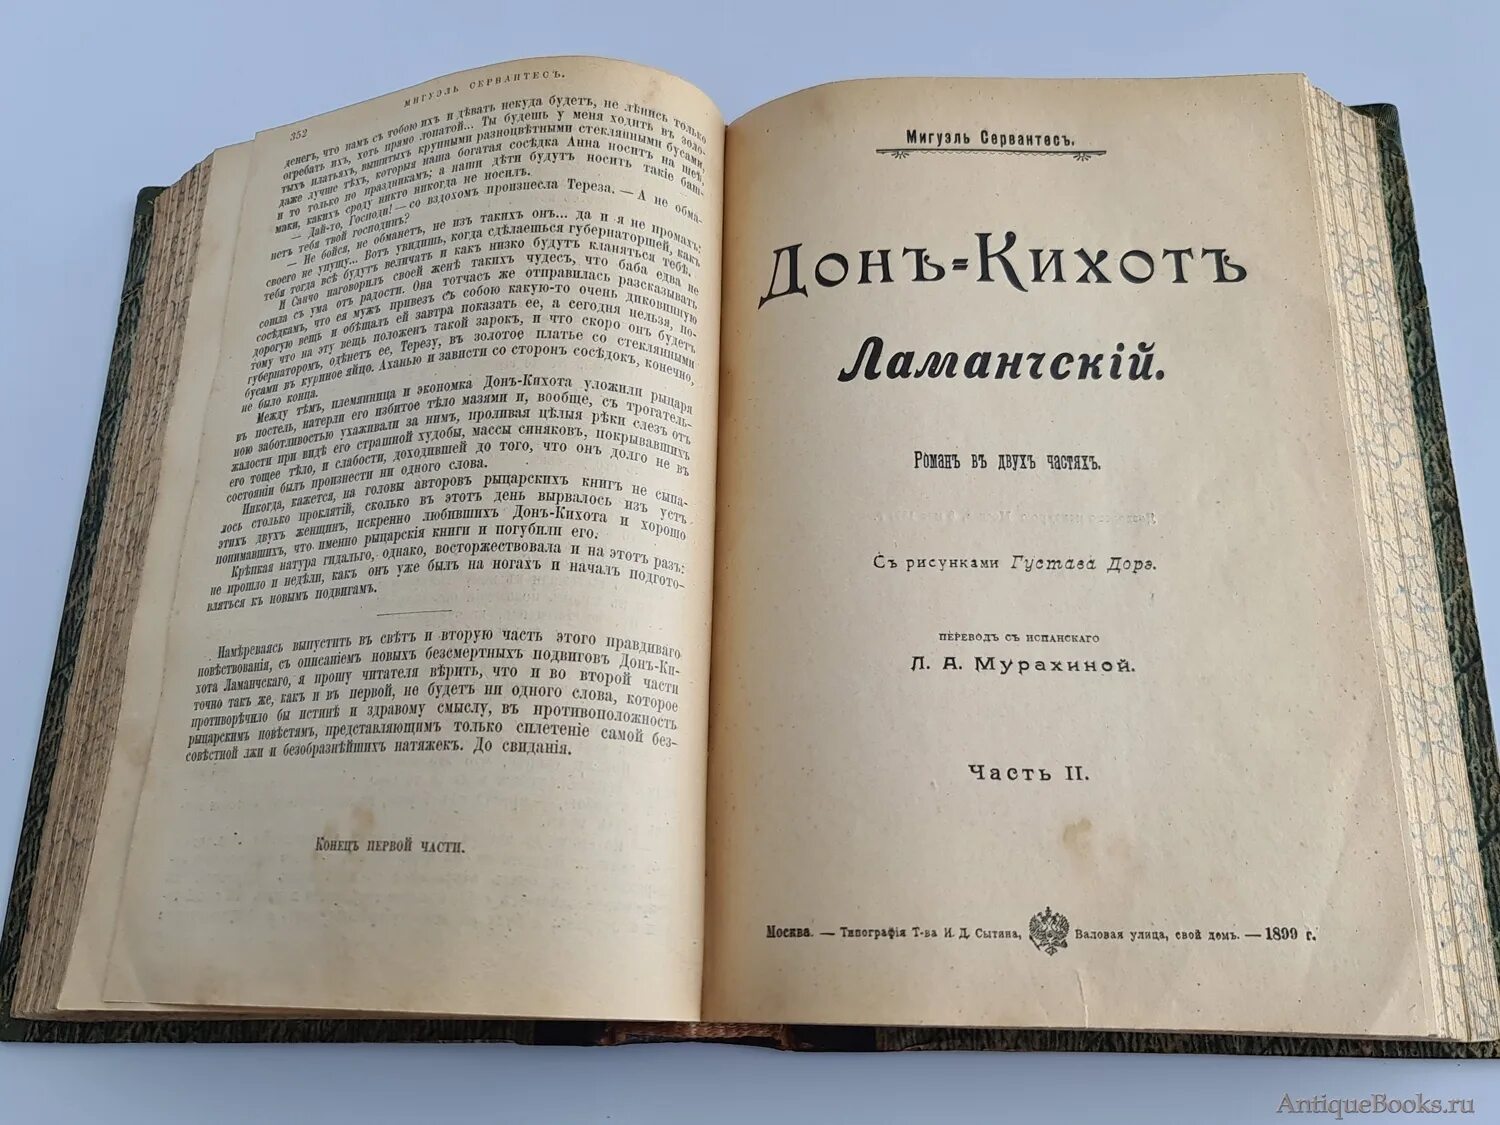 352
МИГУЭЛЬ СЕРВАНТЕСЪ.
денегъ, что намъ съ тобою ихъ и дѣвать некуда будетъ, не лѣнись только
огребать ихъ, хоть прямо лопатой... Ты будешь у меня ходить въ золо-
тыхъ платьяхъ, вышитыхъ крупными разноцвѣтными стеклянными бусами,
даже лучше тѣхъ, которыя наша богатая сосѣдка Анна носитъ на шеѣ,
и то только по праздникамъ; а наши дѣти будутъ носить такіе баш-
маки, какихъ сроду никто никогда не носилъ.
— Дай-то, Господи! — со вздохомъ произнесла Тереза. — А не обма-
нетъ тебя твой господинъ?
— Не бойся, не обманетъ, не изъ такихъ онъ... да и я не промахъ:
своего не упущу... Вотъ увидишь, когда сдѣлаешься губернаторшей, какъ
тебя тогда всѣ будутъ величать и какъ низко будутъ кланяться тебѣ.
И Санчо наговорилъ своей женѣ такихъ чудесъ, что баба едва не
сошла съ ума отъ радости. Она тотчасъ же отправилась разсказывать
сосѣдкамъ, что ея мужъ привезъ съ собою какую-то очень диковинную
дорогую вещь и обѣщалъ ей завтра показать ее, а сегодня нельзя, по-
тому что на эту вещь положенъ такой зарокъ, и что скоро онъ будетъ
губернаторомъ, одѣнетъ ее, Терезу, въ золотое платье со стеклянными
бусами въ куриное яйцо. Аханью и зависти со сторонъ сосѣдокъ, конечно,
не было конца.
Между тѣмъ, племянница и экономка Донъ-Кихота уложили рыцаря
въ постель, натерли его избитое тѣло мазями и, вообще, съ трогатель-
ною заботливостью ухаживали за нимъ, проливая цѣлыя рѣки слезъ отъ
жалости при видѣ его страшной худобы, массы синяковъ, покрывавшихъ
его тощее тѣло, и слабости, доходившей до того, что онъ долго не въ
состояніи былъ произнести ни одного слова.
Никогда, кажется, на головы авторовъ рыцарскихъ книгъ не сыпа-
лось столько проклятій, сколько въ этотъ день вырвалось изъ устъ
этихъ двухъ женщинъ, искренно любившихъ Донъ-Кихота и хорошо
понимавшихъ, что именно рыцарскія книги и погубили его.
Крѣпкая натура гидальго, однако, восторжествовала и на этотъ разъ:
не прошло и недѣли, какъ онъ уже былъ на ногахъ и началъ подгото-
вляться къ новымъ подвигамъ.
Намѣреваясь выпустить въ свѣтъ и вторую часть этого правдиваго
повѣствованія, съ описаніемъ новыхъ безсмертныхъ подвиговъ Донъ-Ки-
хота Ламанчскаго, я прошу читателя вѣрить, что и во второй части
точно такъ же, какъ и въ первой, не будетъ ни одного слова, которое
противорѣчило бы истинѣ и здравому смыслу, въ противоположность
рыцарскимъ повѣстямъ, представляющимъ только сплетеніе самой без-
совѣстной лжи и безобразнѣйшихъ натяжекъ. До свиданія.
Конецъ первой части.
Мигуэль Сервантесъ.
Донъ-Кихотъ
Ламанчскій.
Романъ въ двухъ частяхъ.
Съ рисунками Густава Дорэ.
ПЕРЕВОДЪ СЪ ИСПАНСКАГО
Л. А. Мурахиной.
Часть II.
Москва. — Типографія Т-ва И. Д. Сытина, Валовая улица, свой домъ. — 1899 г.
AntiqueBooks.ru